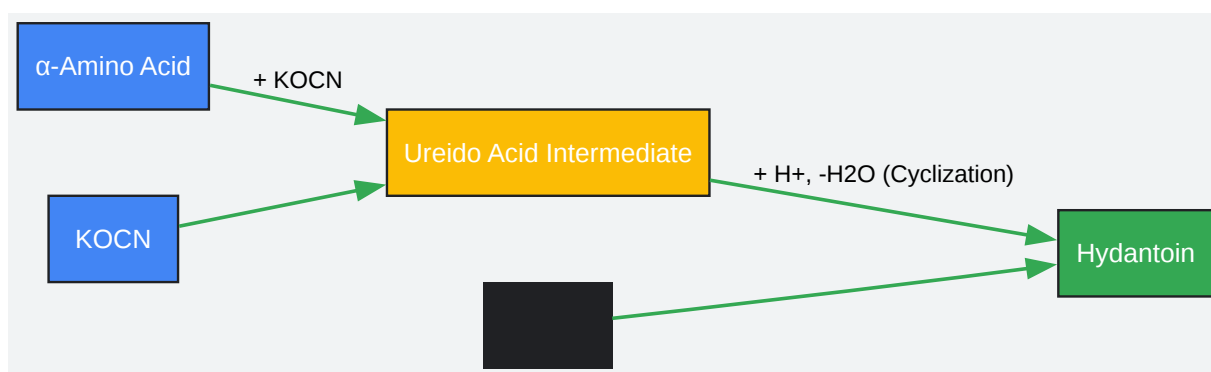 α-Amino Acid
+ KOCN
Ureido Acid Intermediate
+ H+, -H2O (Cyclization)
KOCN
Hydantoin